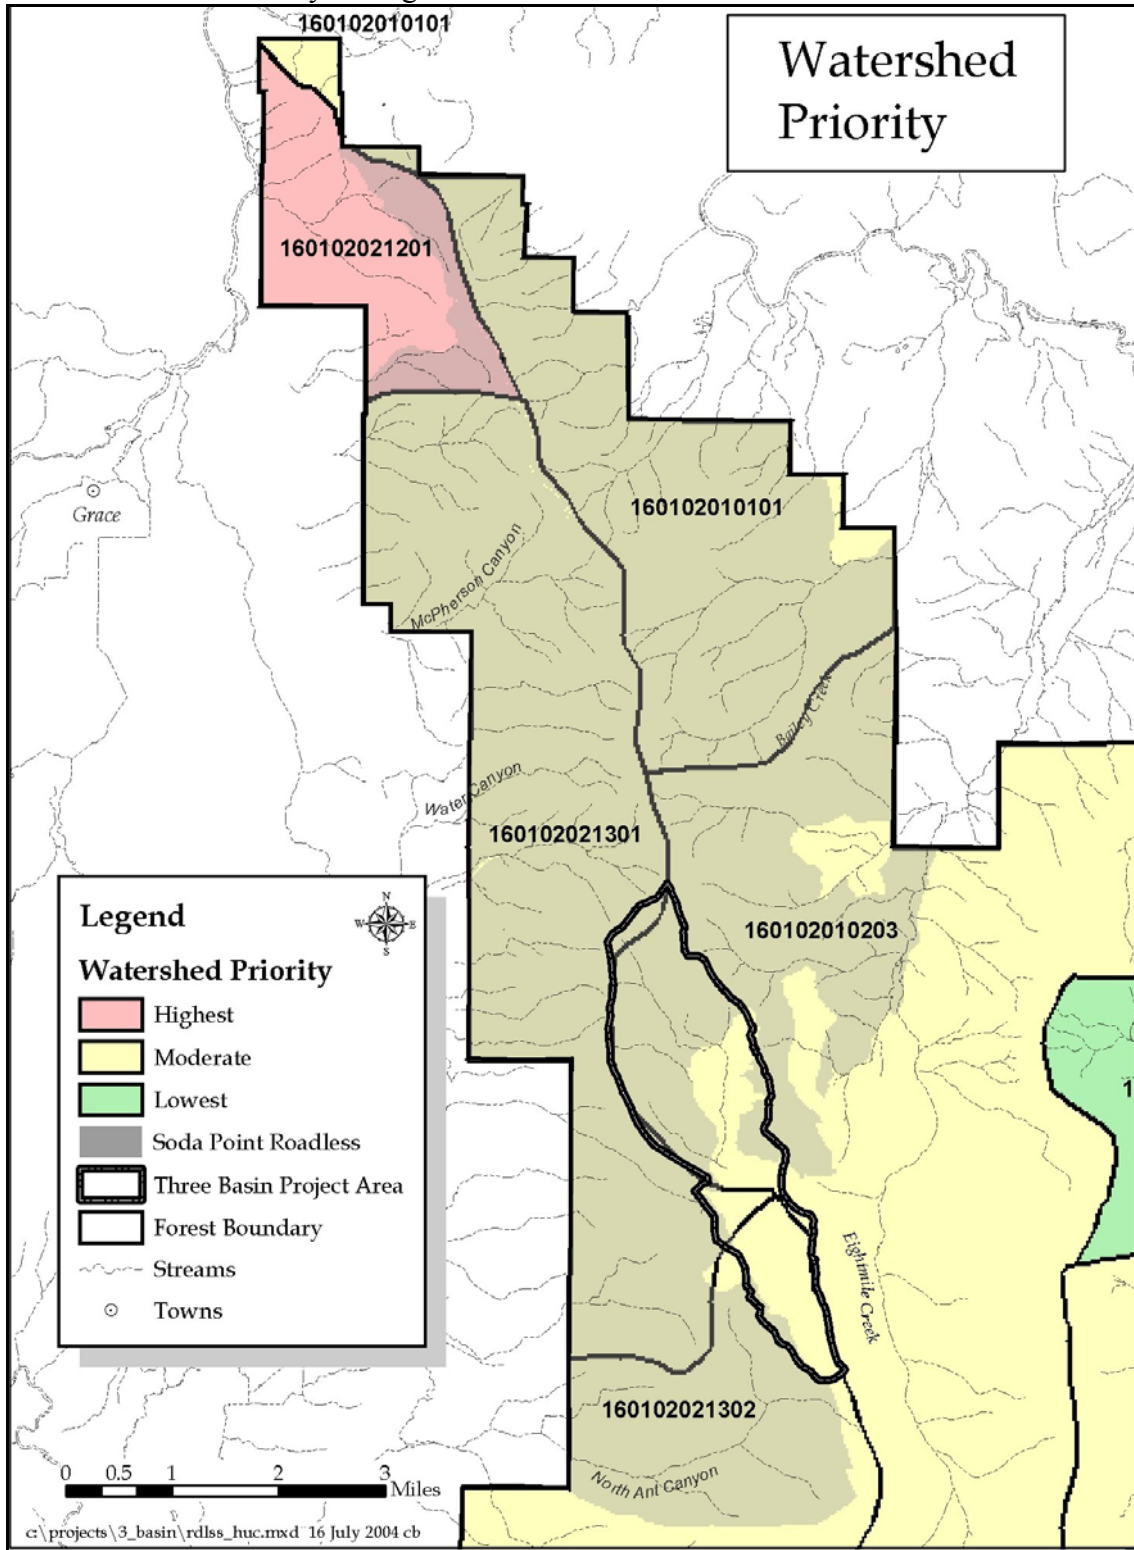 160102010101
Watershed
Priority
160102021201
160102010101
Grace
McPherson Canyon
Bailey Creek
Water Canyon
160102021301
160102010203
Legend
N
W
E
S
Watershed Priority
Highest
Moderate
Lowest
Soda Point Roadless
Three Basin Project Area
Forest Boundary
Streams
Towns
1
Eightmile Creek
160102021302
North Ant Canyon
0 0.5 1 2 3
Miles
c:\projects\3_basin\rdlss_huc.mxd 16 July 2004 cb